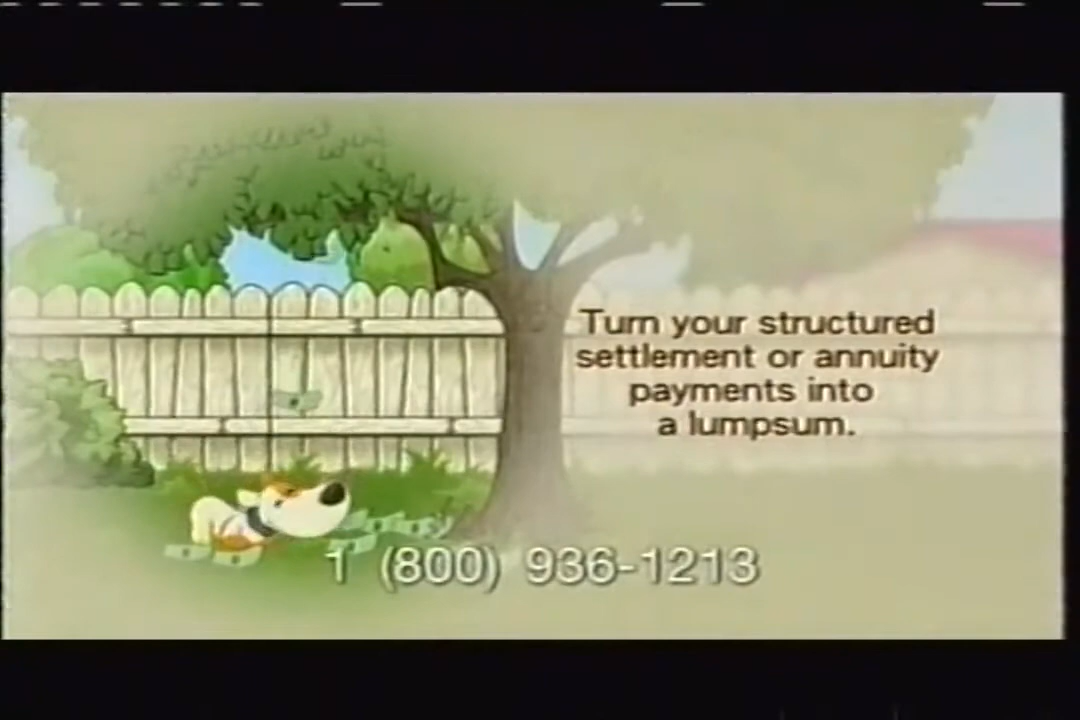 Turn your structured
settlement or annuity
payments into
a lumpsum.
1 (800) 936-1213